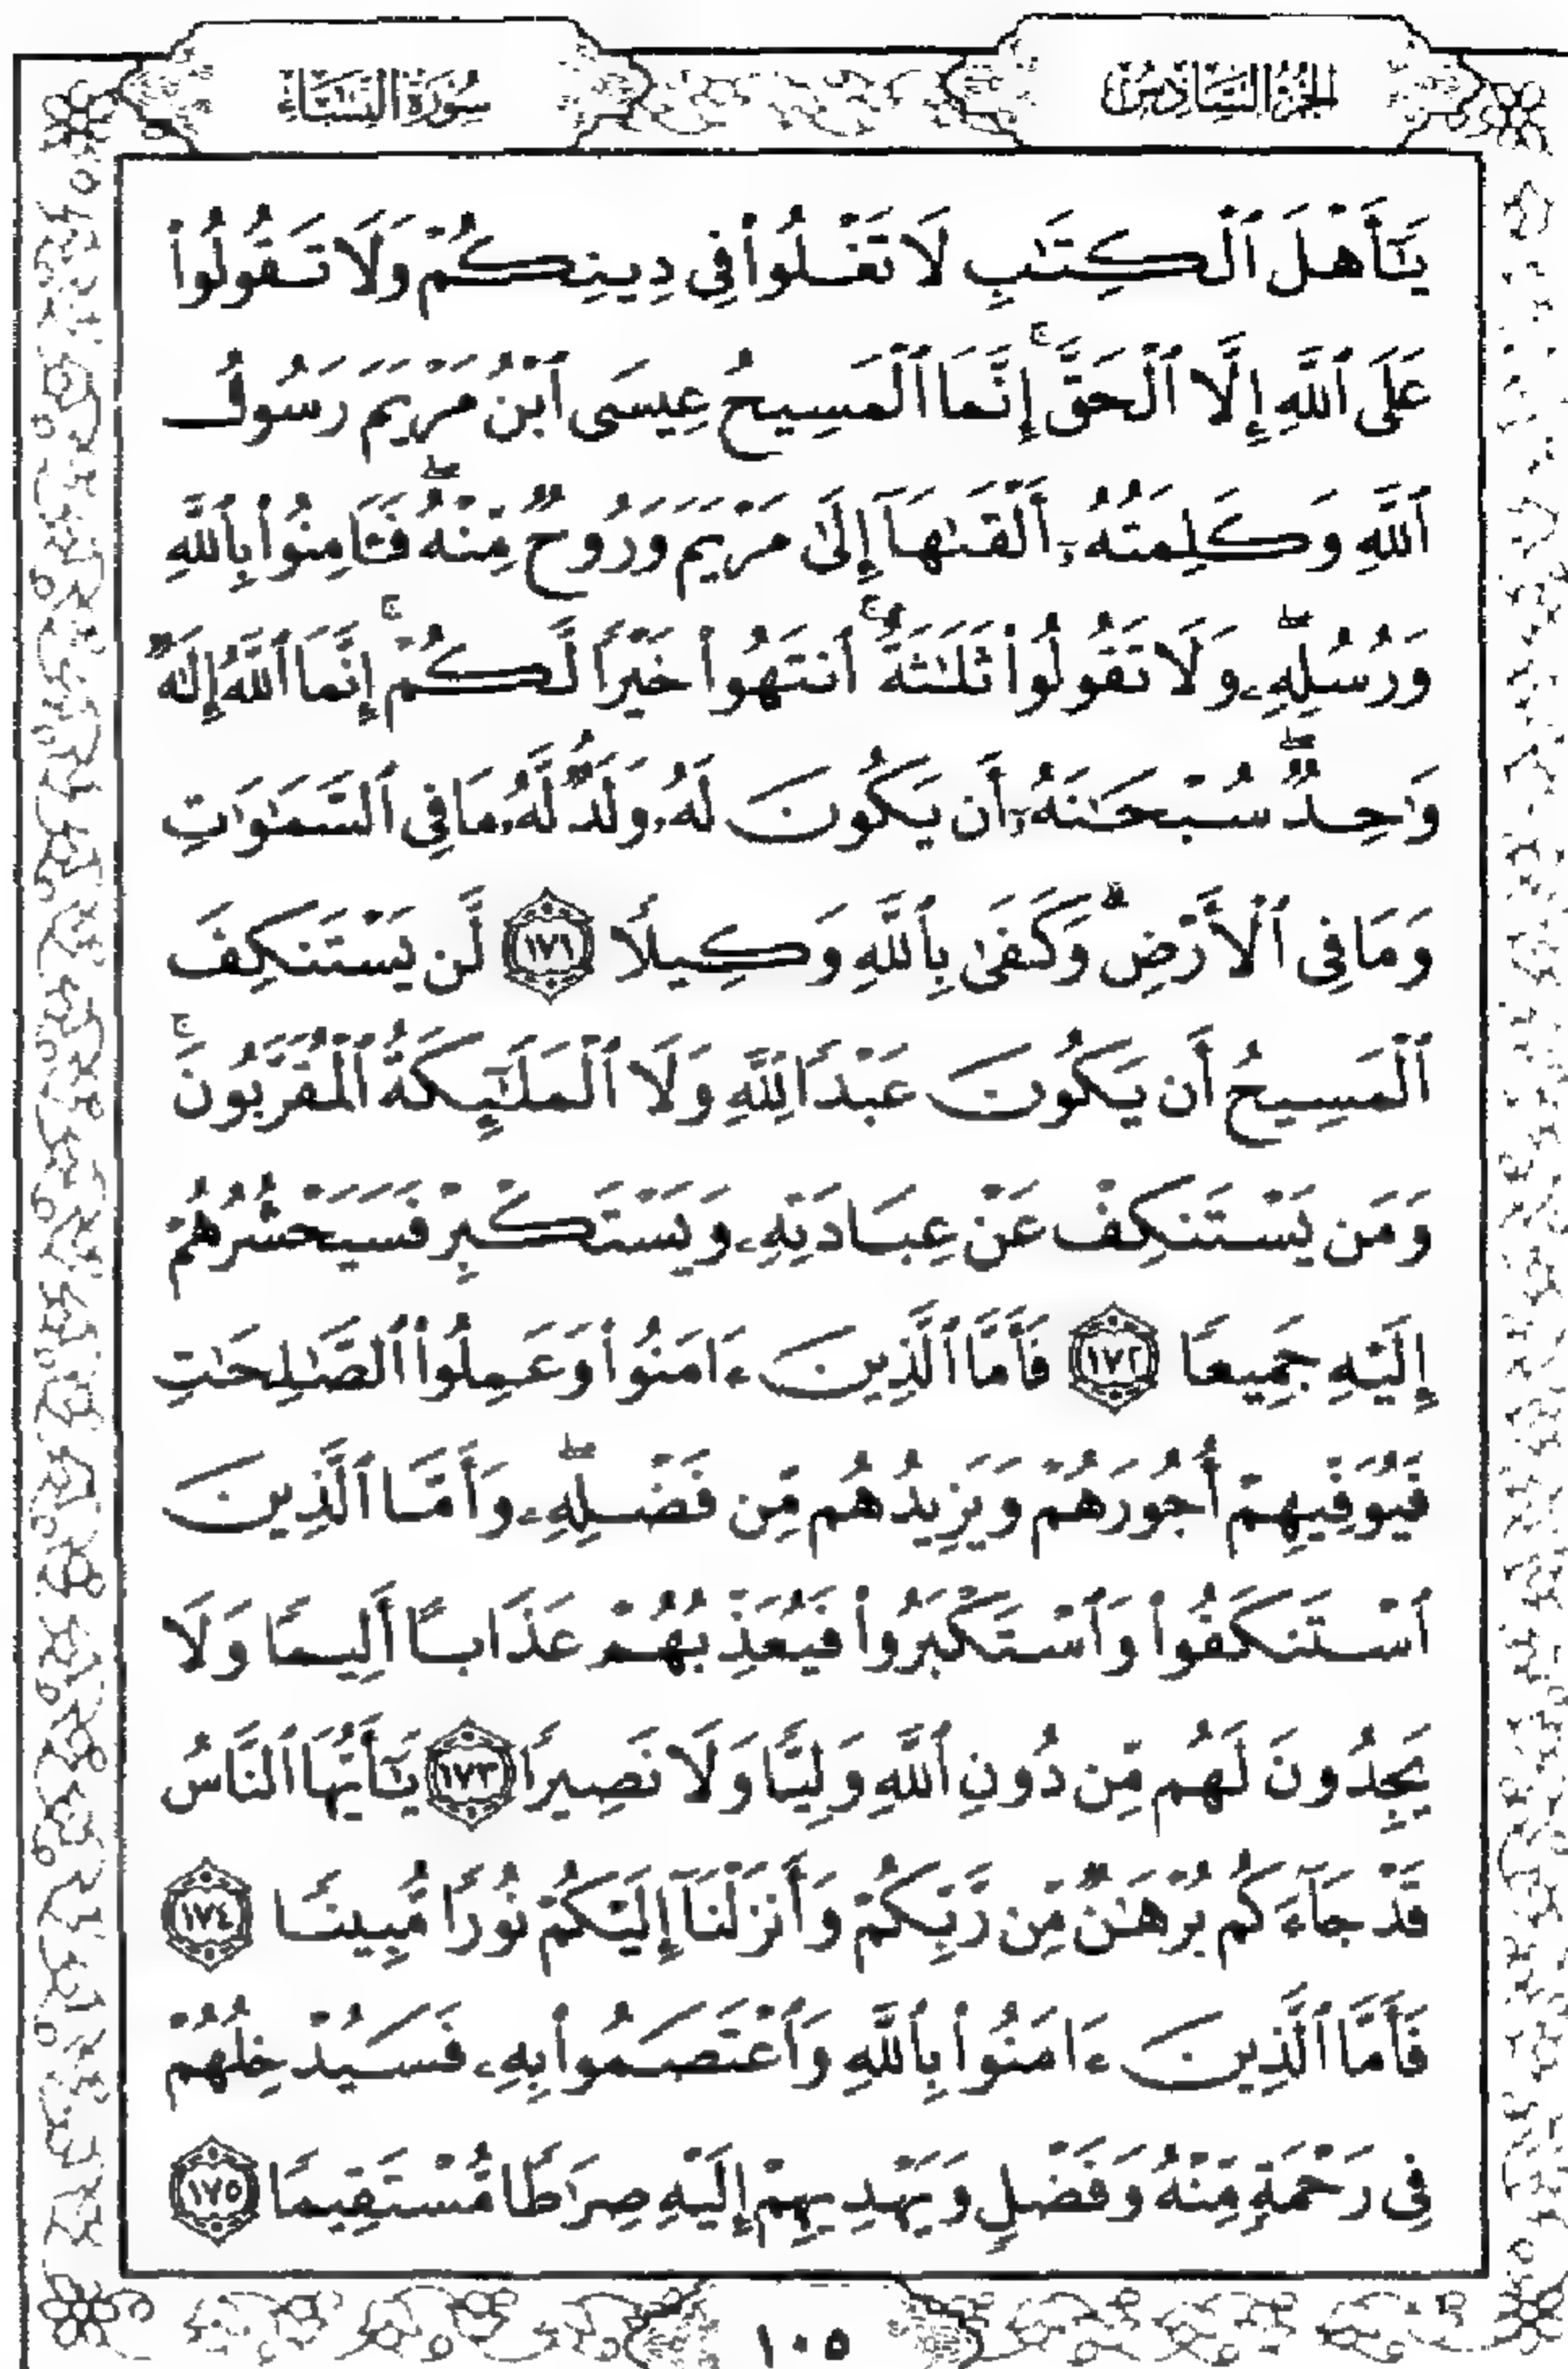 الجزء السادس
سورة النساء
يَٰٓأَهْلَ ٱلْكِتَٰبِ لَا تَغْلُوا۟ فِى دِينِكُمْ وَلَا تَقُولُوا۟
عَلَى ٱللَّهِ إِلَّا ٱلْحَقَّ ۚ إِنَّمَا ٱلْمَسِيحُ عِيسَى ٱبْنُ مَرْيَمَ رَسُولُ
ٱللَّهِ وَكَلِمَتُهُۥٓ أَلْقَىٰهَآ إِلَىٰ مَرْيَمَ وَرُوحٌ مِّنْهُ ۖ فَـَٔامِنُوا۟ بِٱللَّهِ
وَرُسُلِهِۦ ۖ وَلَا تَقُولُوا۟ ثَلَٰثَةٌ ۚ ٱنتَهُوا۟ خَيْرًا لَّكُمْ ۚ إِنَّمَا ٱللَّهُ إِلَٰهٌ
وَٰحِدٌ ۖ سُبْحَٰنَهُۥٓ أَن يَكُونَ لَهُۥ وَلَدٌ ۘ لَّهُۥ مَا فِى ٱلسَّمَٰوَٰتِ
وَمَا فِى ٱلْأَرْضِ ۗ وَكَفَىٰ بِٱللَّهِ وَكِيلًا ١٧١ لَّن يَسْتَنكِفَ
ٱلْمَسِيحُ أَن يَكُونَ عَبْدًا لِّلَّهِ وَلَا ٱلْمَلَٰٓئِكَةُ ٱلْمُقَرَّبُونَ ۚ
وَمَن يَسْتَنكِفْ عَنْ عِبَادَتِهِۦ وَيَسْتَكْبِرْ فَسَيَحْشُرُهُمْ
إِلَيْهِ جَمِيعًا ١٧٢ فَأَمَّا ٱلَّذِينَ ءَامَنُوا۟ وَعَمِلُوا۟ ٱلصَّٰلِحَٰتِ
فَيُوَفِّيهِمْ أُجُورَهُمْ وَيَزِيدُهُم مِّن فَضْلِهِۦ ۖ وَأَمَّا ٱلَّذِينَ
ٱسْتَنكَفُوا۟ وَٱسْتَكْبَرُوا۟ فَيُعَذِّبُهُمْ عَذَابًا أَلِيمًا وَلَا
يَجِدُونَ لَهُم مِّن دُونِ ٱللَّهِ وَلِيًّا وَلَا نَصِيرًا ١٧٣ يَٰٓأَيُّهَا ٱلنَّاسُ
قَدْ جَآءَكُم بُرْهَٰنٌ مِّن رَّبِّكُمْ وَأَنزَلْنَآ إِلَيْكُمْ نُورًا مُّبِينًا ١٧٤
فَأَمَّا ٱلَّذِينَ ءَامَنُوا۟ بِٱللَّهِ وَٱعْتَصَمُوا۟ بِهِۦ فَسَيُدْخِلُهُمْ
فِى رَحْمَةٍ مِّنْهُ وَفَضْلٍ وَيَهْدِيهِمْ إِلَيْهِ صِرَٰطًا مُّسْتَقِيمًا ١٧٥
١٠٥